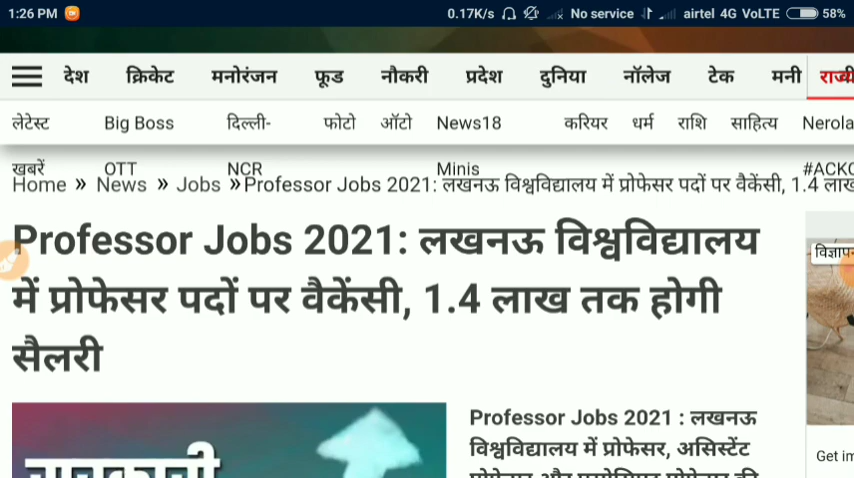 1:26 PM 0.17K/s No service airtel 4G VoLTE 58%
देश क्रिकेट मनोरंजन फूड नौकरी प्रदेश दुनिया नॉलेज टेक मनी
लेटेस्ट Big Boss दिल्ली- फोटो ऑटो News18 करियर धर्म राशि साहित्य Nerola
खबरें OTT NCR Minis
Home » News » Jobs » Professor Jobs 2021: लखनऊ विश्वविद्यालय में प्रोफेसर पदों पर वैकेंसी, 1.4 लाख
Professor Jobs 2021: लखनऊ विश्वविद्यालय
में प्रोफेसर पदों पर वैकेंसी, 1.4 लाख तक होगी
सैलरी
Professor Jobs 2021 : लखनऊ
विश्वविद्यालय में प्रोफेसर, असिस्टेंट
Get im